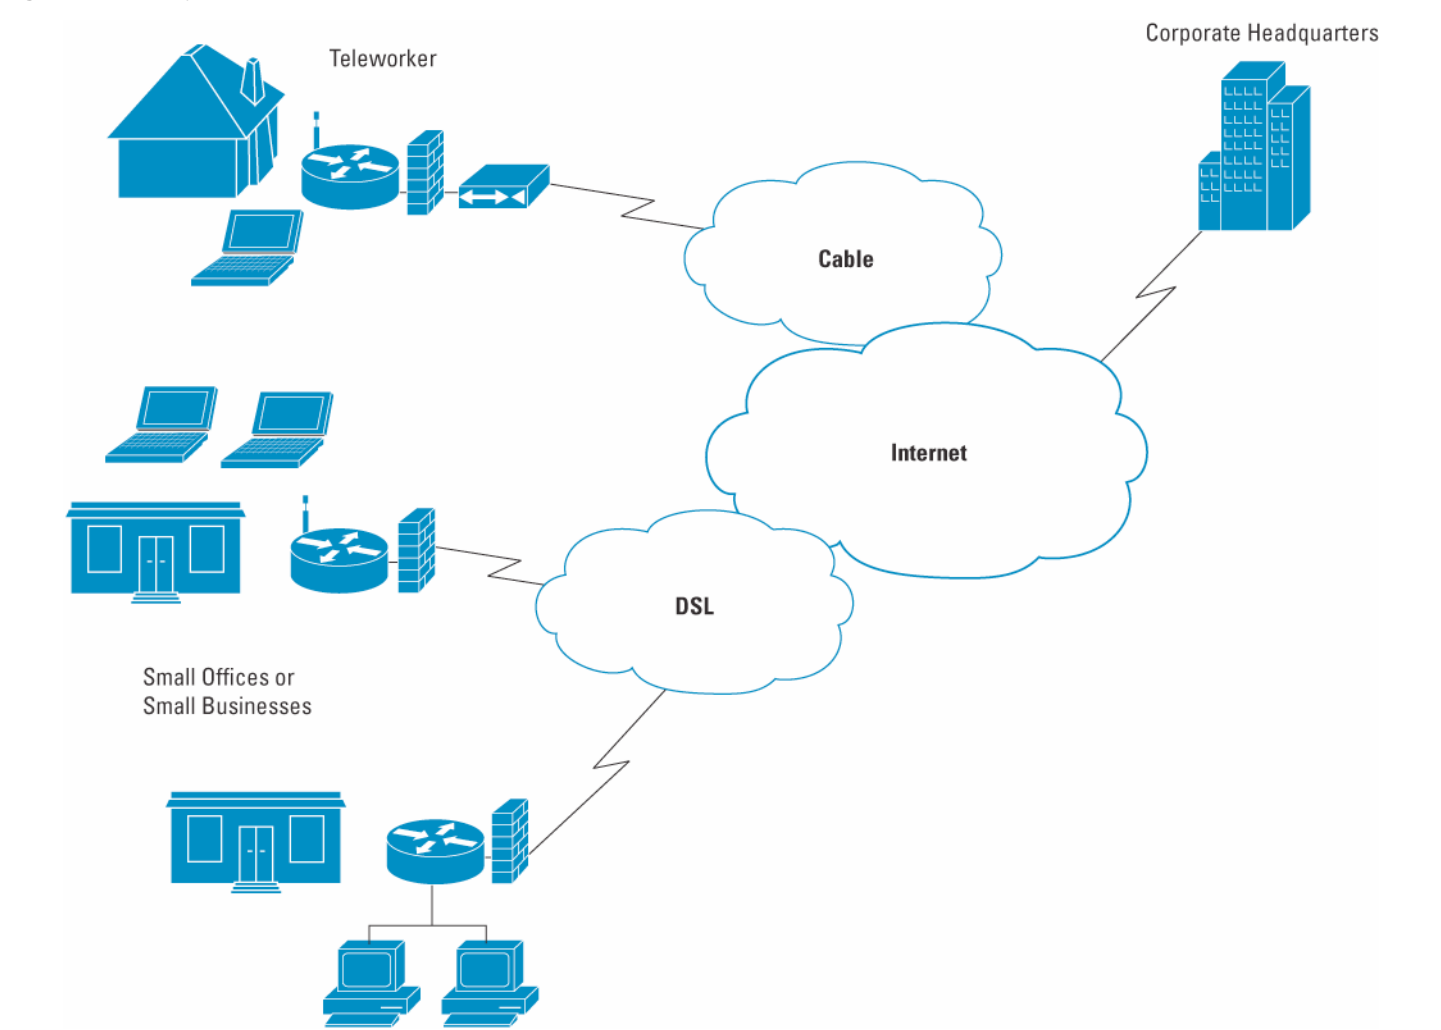 Corporate Headquarters
Teleworker
Cable
Internet
DSL
Small Offices or
Small Businesses